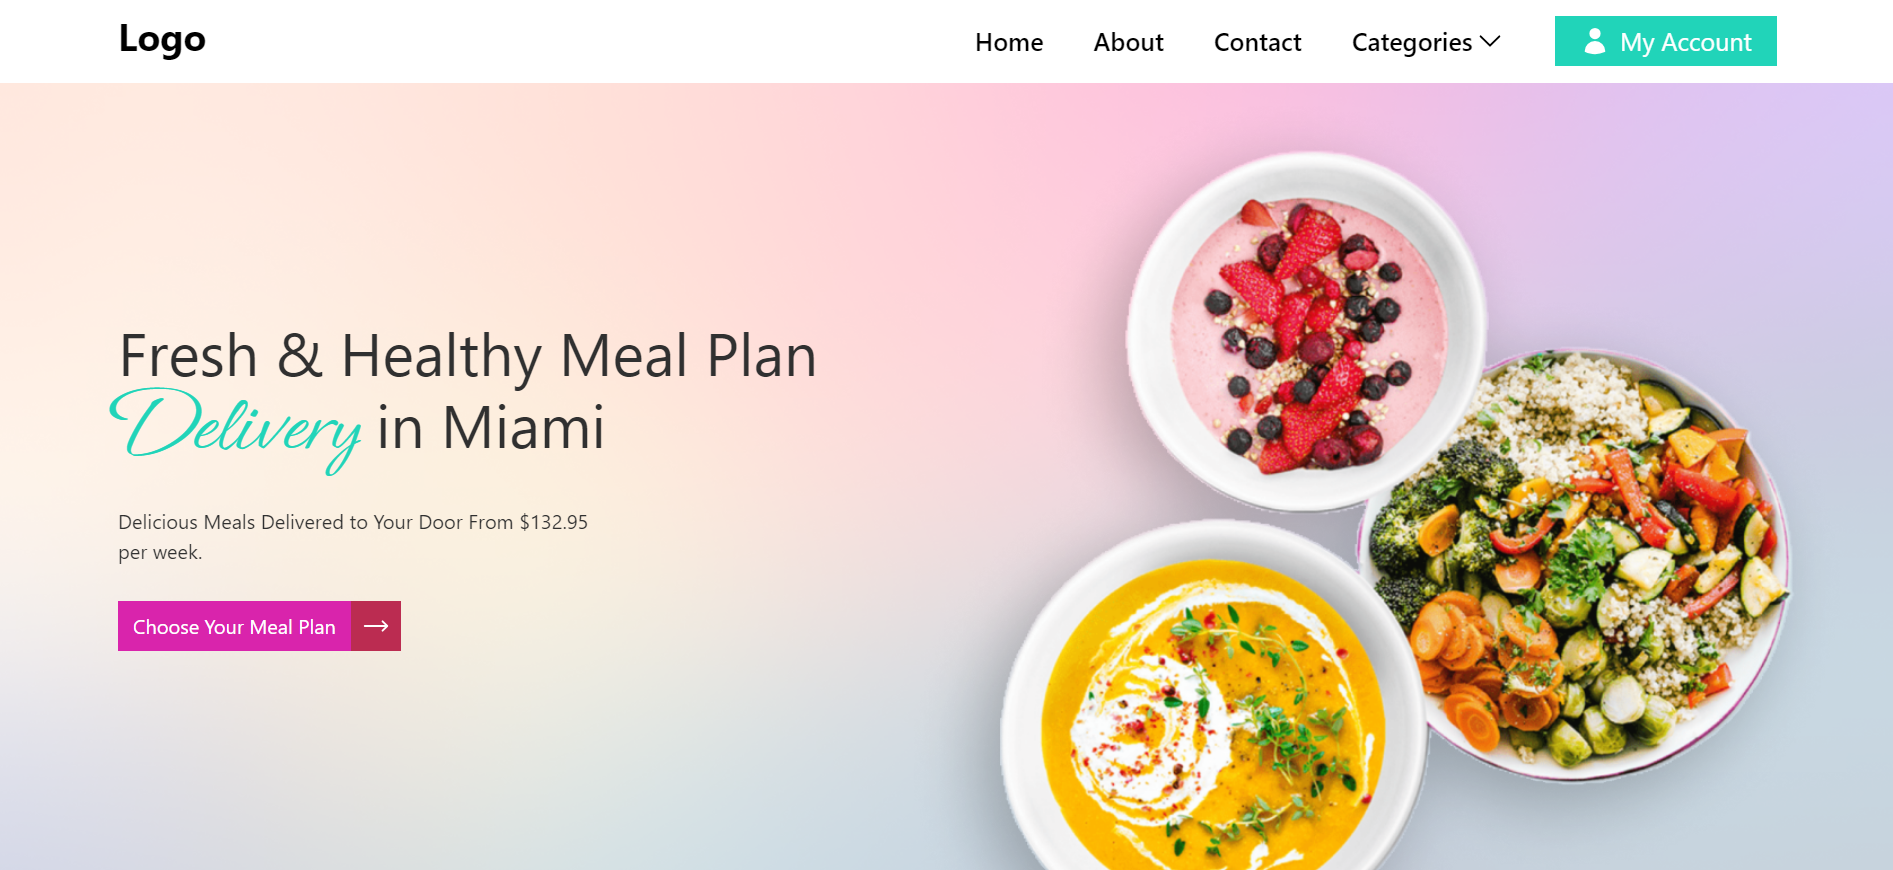 Logo
Home About Contact Categories My Account
Fresh & Healthy Meal Plan
Delivery in Miami
Delicious Meals Delivered to Your Door From $132.95
per week.
Choose Your Meal Plan